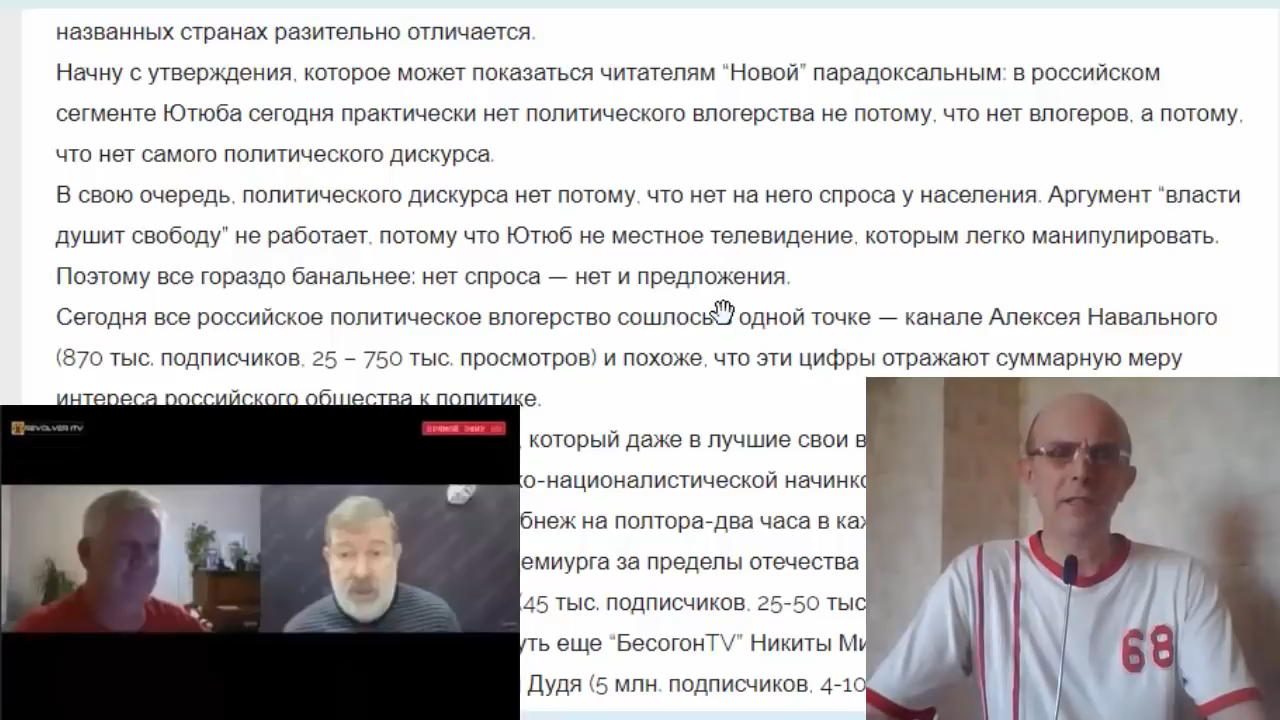 названных странах разительно отличается.
Начну с утверждения, которое может показаться читателям “Новой” парадоксальным: в российском
сегменте Ютюба сегодня практически нет политического влогерства не потому, что нет влогеров, а потому,
что нет самого политического дискурса.
В свою очередь, политического дискурса нет потому, что нет на него спроса у населения. Аргумент “власти
душит свободу” не работает, потому что Ютюб не местное телевидение, которым легко манипулировать.
Поэтому все гораздо банальнее: нет спроса — нет и предложения.
Сегодня все российское политическое влогерство сошлось одной точке — канале Алексея Навального
(870 тыс. подписчиков, 25 – 750 тыс. просмотров) и похоже, что эти цифры отражают суммарную меру
интереса российского общества к политике.
, который даже в лучшие свои в
ко-националистической начинко
бнеж на полтора-два часа в каж
емиурга за пределы отечества
(45 тыс. подписчиков, 25-50 тыс
уть еще “БесогонTV” Никиты Ми
Дудя (5 млн. подписчиков, 4-10
REVOLVER ITV
ПРЯМОЙ ЭФИР
68